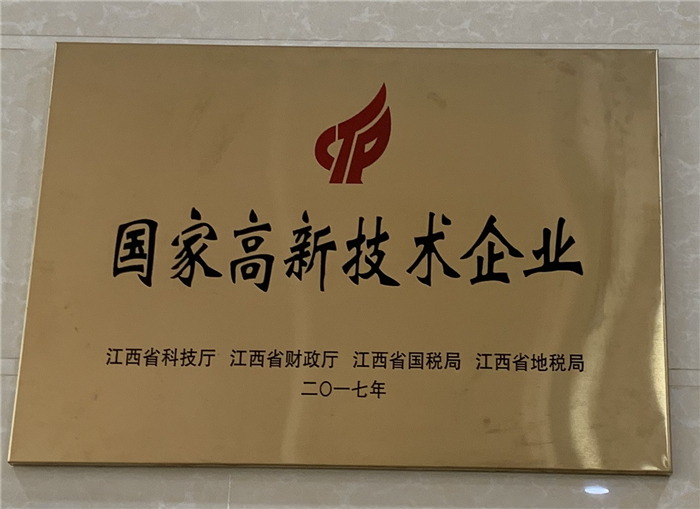 CTP
国家高新技术企业
江西省科技厅 江西省财政厅 江西省国税局 江西省地税局
二〇一七年